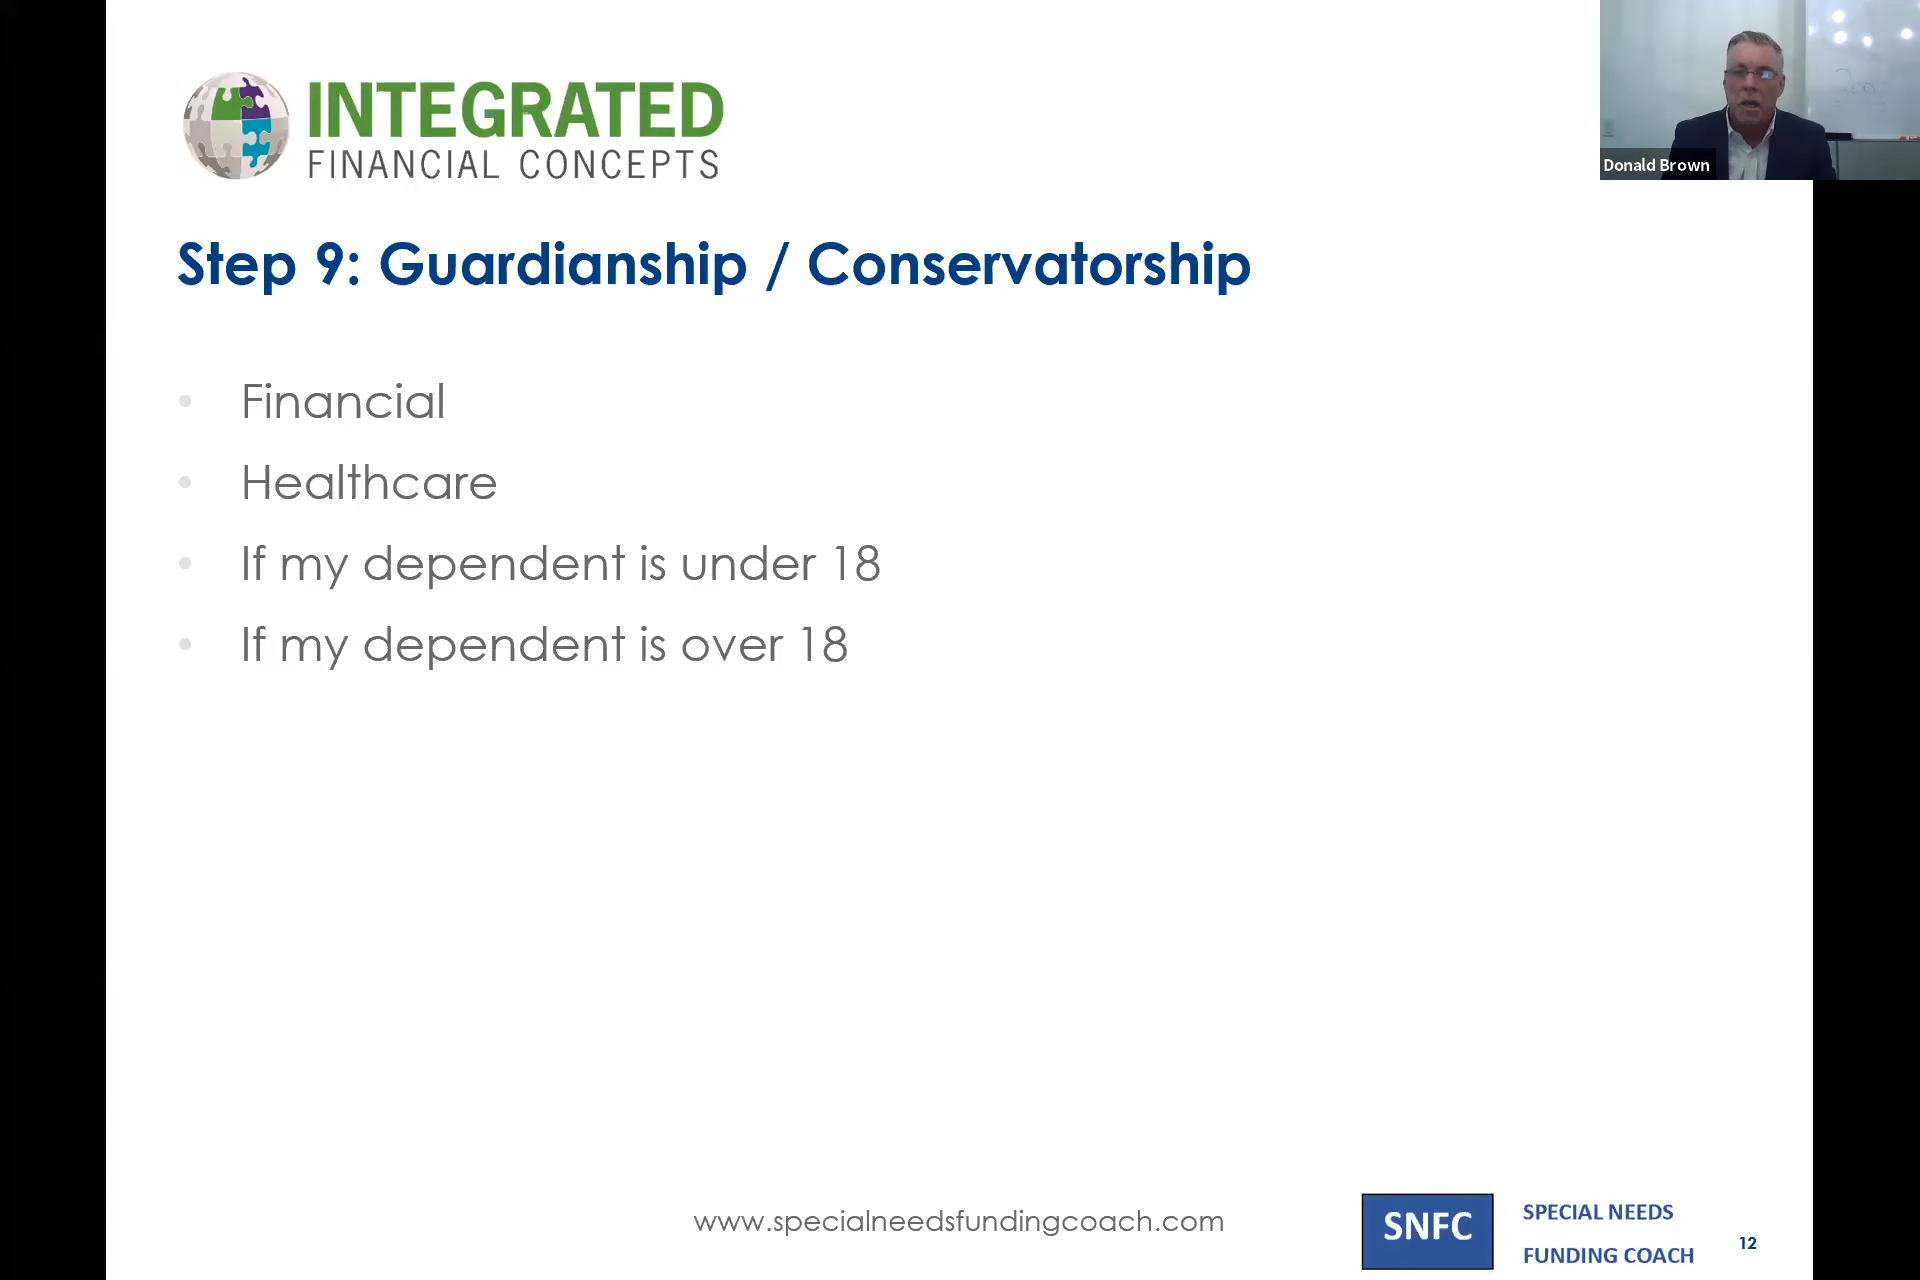 INTEGRATED
FINANCIAL CONCEPTS
Donald Brown
Step 9: Guardianship / Conservatorship
• Financial
• Healthcare
• If my dependent is under 18
• If my dependent is over 18
www.specialneedsfundingcoach.com
SNFC
SPECIAL NEEDS
FUNDING COACH
12